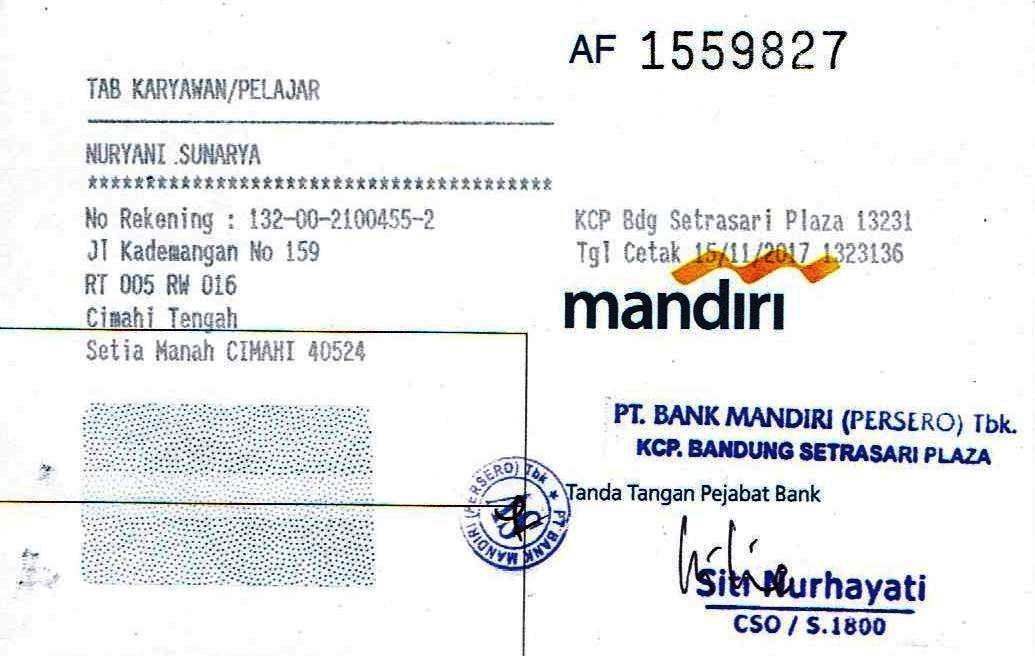 AF 1559827
TAB KARYAWAN/PELAJAR
NURYANI .SUNARYA
****************************************
No Rekening : 132-00-2100455-2
Jl Kademangan No 159
RT 005 RW 016
Cimahi Tengah
Setia Manah CIMAHI 40524
KCP Bdg Setrasari Plaza 13231
Tgl Cetak 15/11/2017 1323136
mandiri
PT. BANK MANDIRI (PERSERO) Tbk.
KCP. BANDUNG SETRASARI PLAZA
Tanda Tangan Pejabat Bank
PT BANK MANDIRI (PERSERO) Tbk
Siti Nurhayati
CSO / S.1800